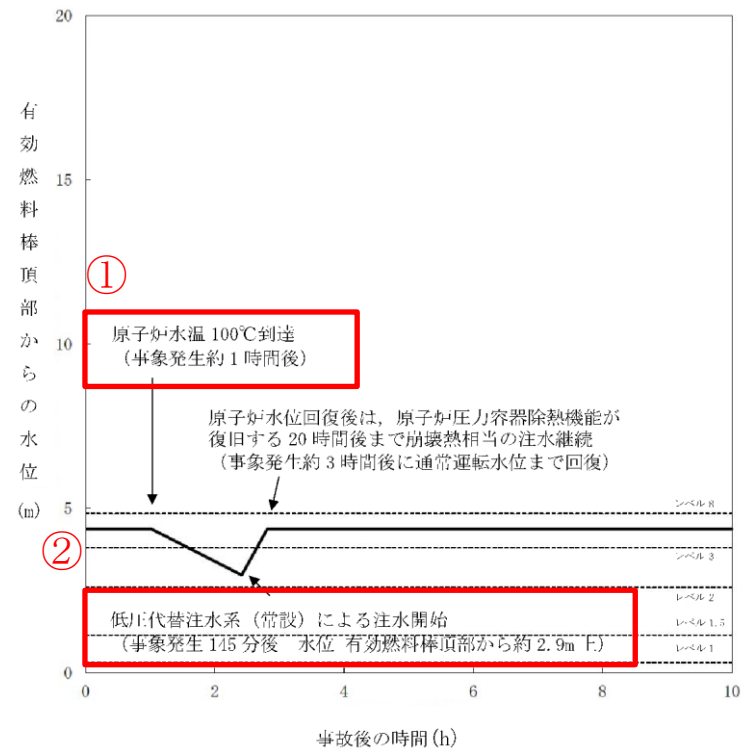 有効燃料棒頂部からの水位(m)
20
15
10
5
0
①
原子炉水温 100℃到達
（事象発生約 1 時間後）
原子炉水位回復後は，原子炉圧力容器除熱機能が
復旧する 20 時間後まで崩壊熱相当の注水継続
（事象発生約 3 時間後に通常運転水位まで回復）
レベル 8
②
レベル 3
レベル 2
低圧代替注水系（常設）による注水開始
（事象発生 145 分後　水位 有効燃料棒頂部から約 2.9m 上）
レベル 1.5
レベル 1
0
2
4
6
8
10
事故後の時間(h)